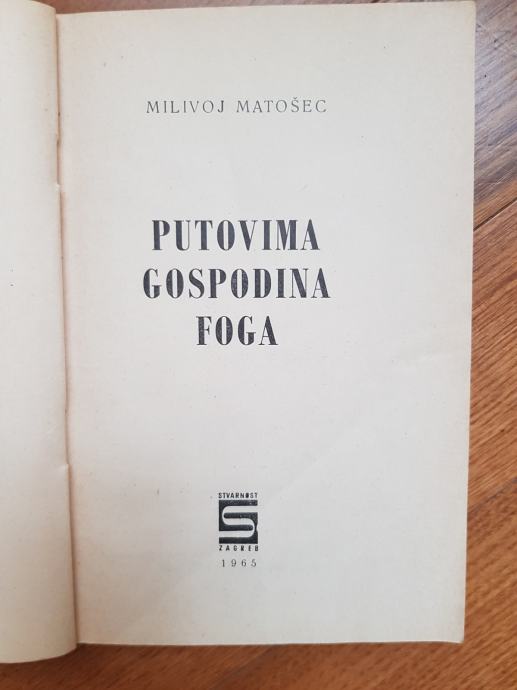 MILIVOJ MATOŠEC
PUTOVIMA
GOSPODINA
FOGA
STVARNOST
S
ZAGREB
1965